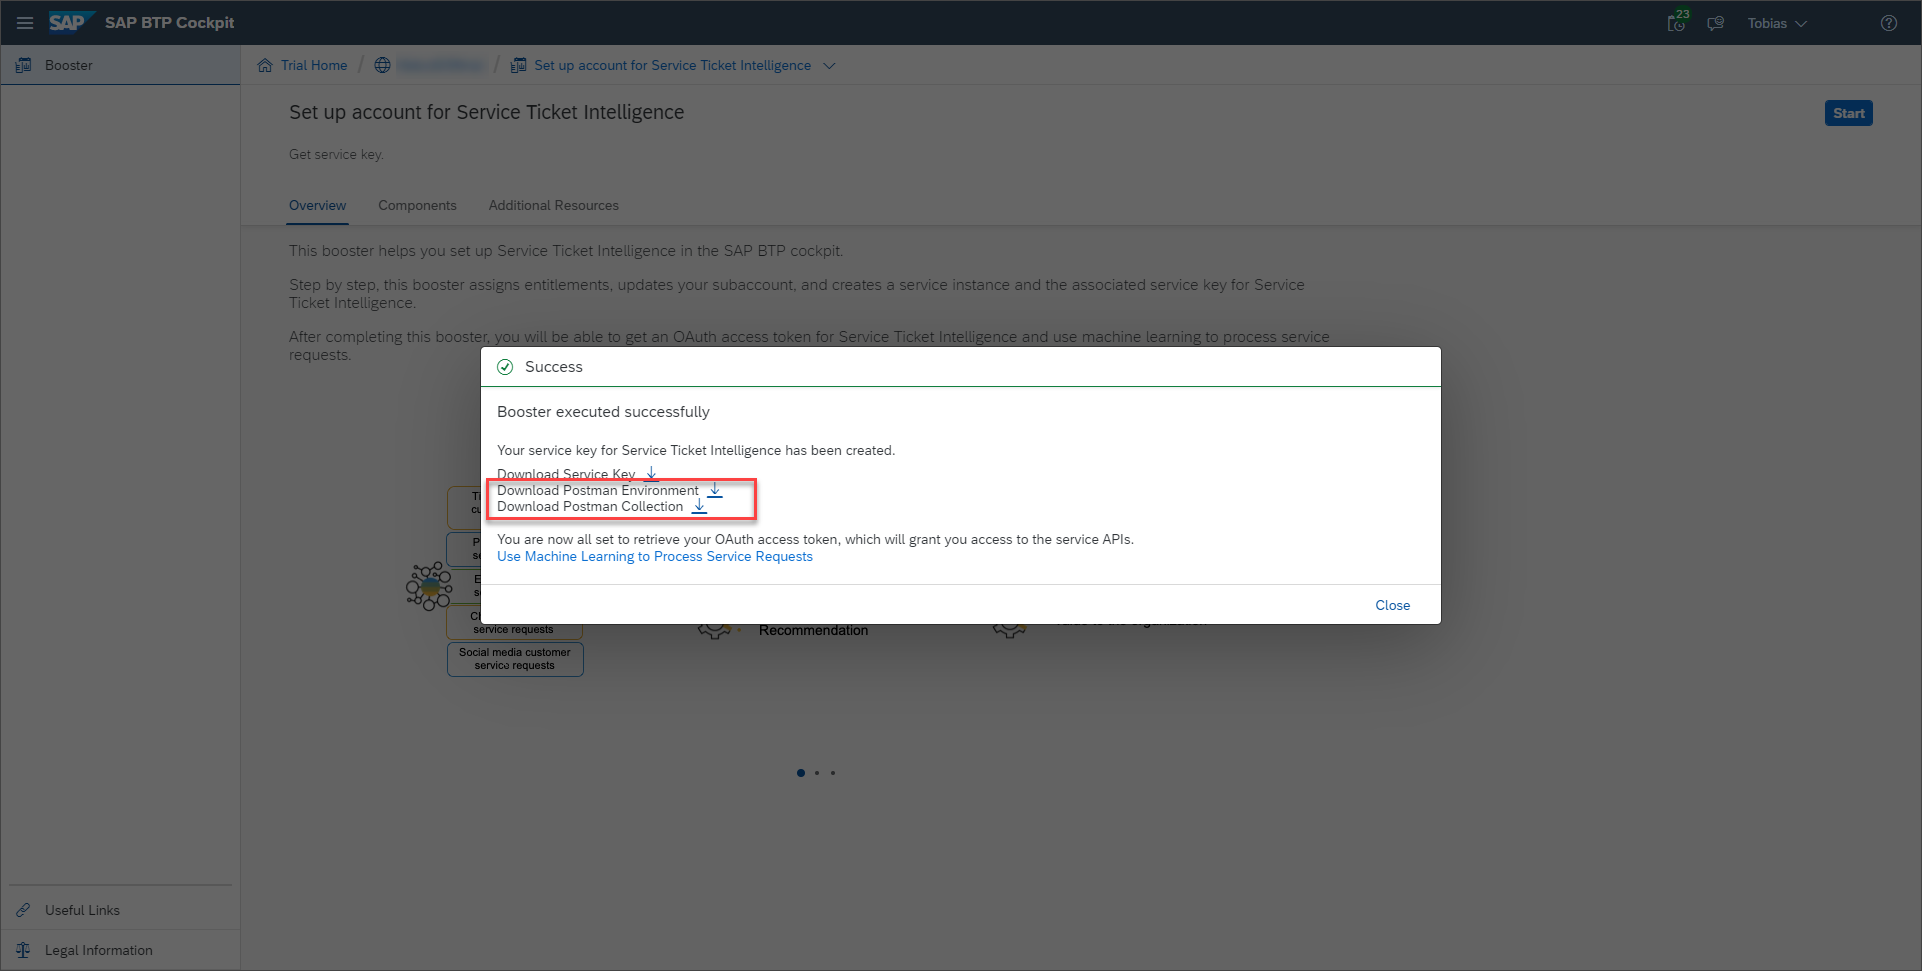 SAP SAP BTP Cockpit
23
Tobias
Booster
Trial Home / / Set up account for Service Ticket Intelligence
Set up account for Service Ticket Intelligence
Start
Get service key.
Overview Components Additional Resources
This booster helps you set up Service Ticket Intelligence in the SAP BTP cockpit.
Step by step, this booster assigns entitlements, updates your subaccount, and creates a service instance and the associated service key for Service
Ticket Intelligence.
After completing this booster, you will be able to get an OAuth access token for Service Ticket Intelligence and use machine learning to process service
requests.
Success
Booster executed successfully
Your service key for Service Ticket Intelligence has been created.
Download Service Key
Download Postman Environment
Download Postman Collection
You are now all set to retrieve your OAuth access token, which will grant you access to the service APIs.
Use Machine Learning to Process Service Requests
Close
service requests
Recommendation
Social media customer
service requests
Useful Links
Legal Information